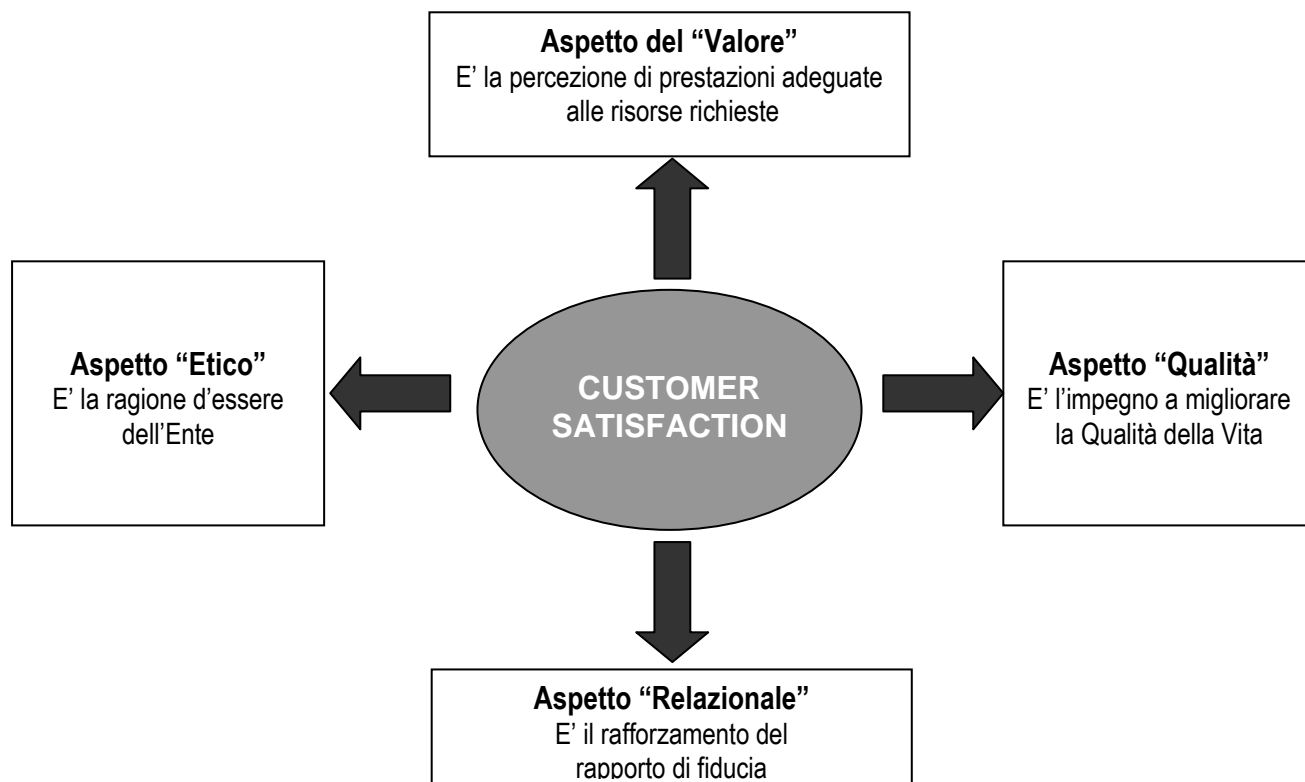 Aspetto del “Valore”
E’ la percezione di prestazioni adeguate
alle risorse richieste
Aspetto “Etico”
E’ la ragione d’essere
dell’Ente
CUSTOMER
SATISFACTION
Aspetto “Qualità”
E’ l’impegno a migliorare
la Qualità della Vita
Aspetto “Relazionale”
E’ il rafforzamento del
rapporto di fiducia